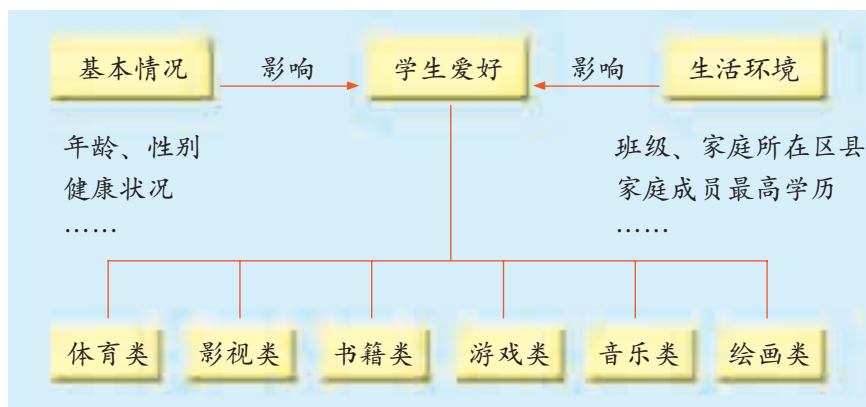 基本情况 影响 学生爱好 影响 生活环境
年龄、性别
健康状况
……
班级、家庭所在区县
家庭成员最高学历
……
体育类 影视类 书籍类 游戏类 音乐类 绘画类